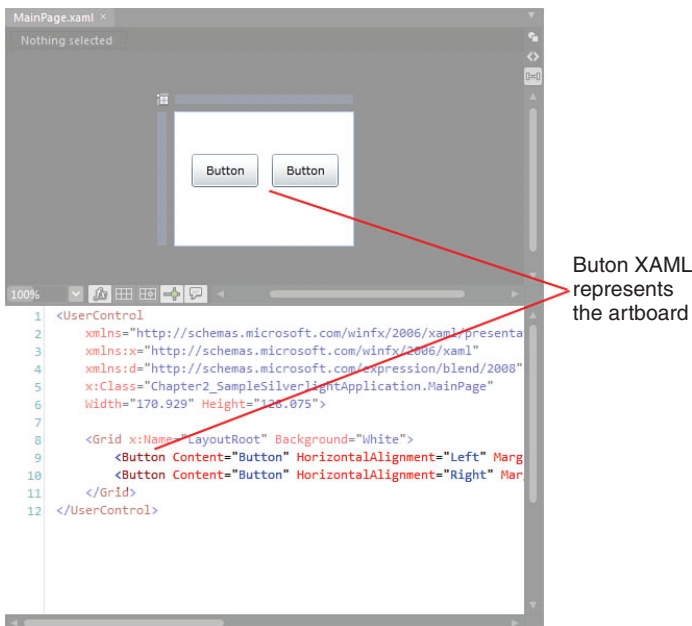 MainPage.xaml ×
Nothing selected
Button Button
Buton XAML
represents
the artboard
100%
1 <UserControl
2 xmlns="http://schemas.microsoft.com/winfx/2006/xaml/presenta
3 xmlns:x="http://schemas.microsoft.com/winfx/2006/xaml"
4 xmlns:d="http://schemas.microsoft.com/expression/blend/2008"
5 x:Class="Chapter2_SampleSilverlightApplication.MainPage"
6 Width="170.929" Height="128.075">
7
8 <Grid x:Name="LayoutRoot" Background="White">
9 <Button Content="Button" HorizontalAlignment="Left" Marg
10 <Button Content="Button" HorizontalAlignment="Right" Mar
11 </Grid>
12 </UserControl>